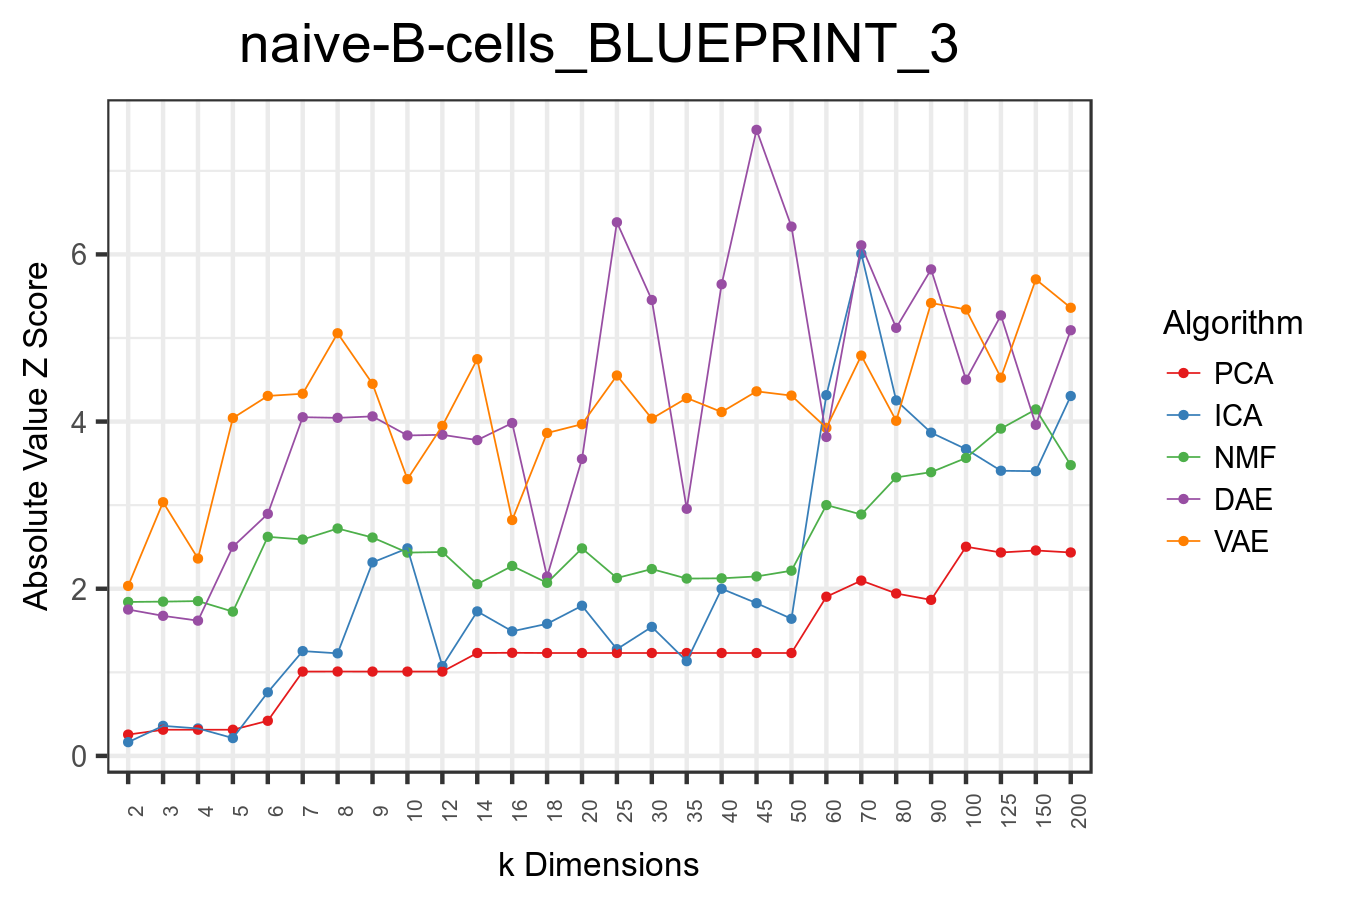 naive-B-cells_BLUEPRINT_3
Absolute Value Z Score
6
4
2
0
2 3 4 5 6 7 8 9 10 12 14 16 18 20 25 30 35 40 45 50 60 70 80 90 100 125 150 200
k Dimensions
Algorithm
PCA
ICA
NMF
DAE
VAE